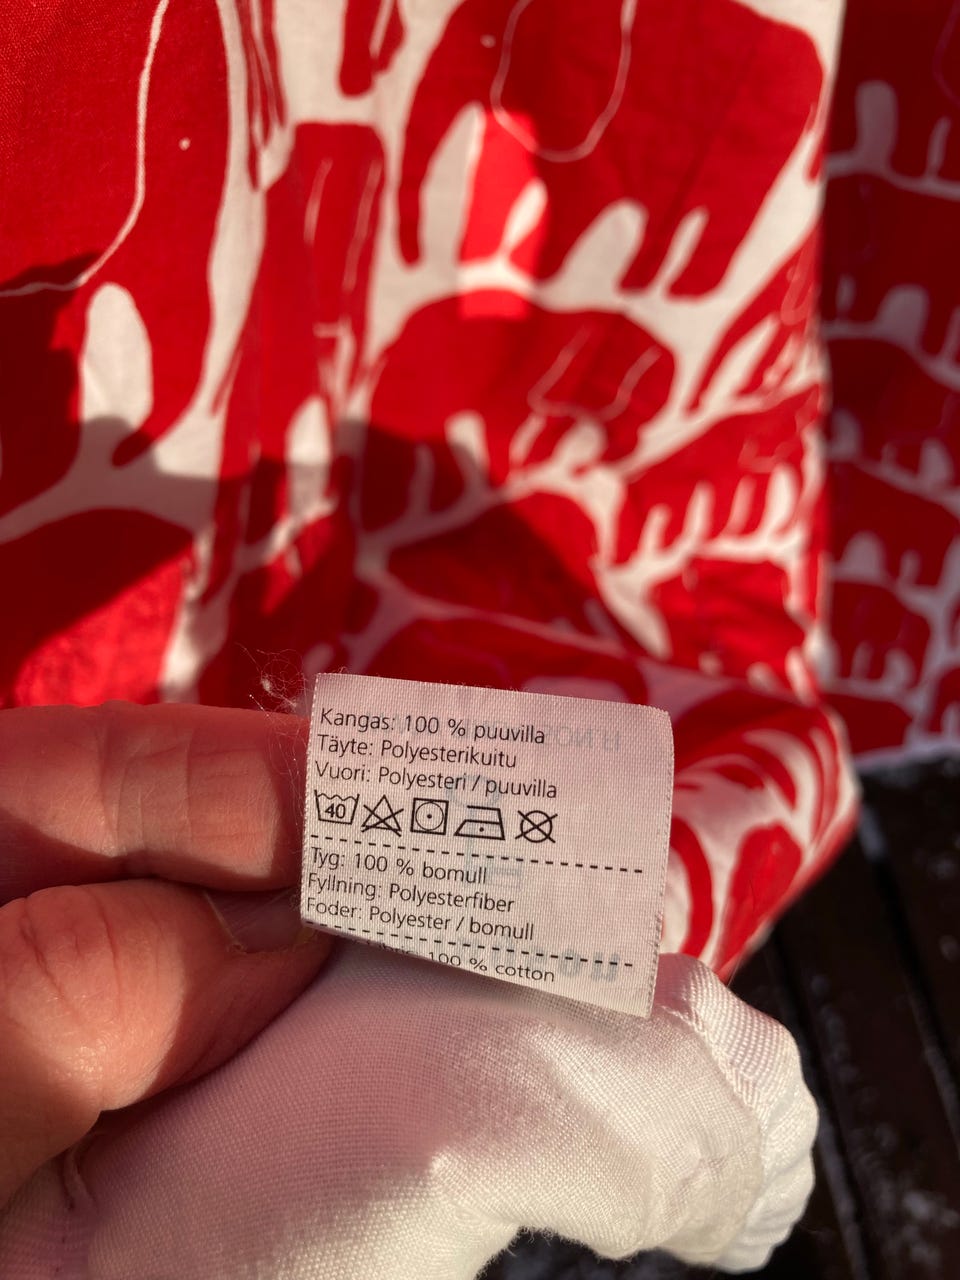 Kangas: 100 % puuvilla
Täyte: Polyesterikuitu
Vuori: Polyesteri / puuvilla
40
Tyg: 100 % bomull
Fyllning: Polyesterfiber
Foder: Polyester / bomull
100 % cotton